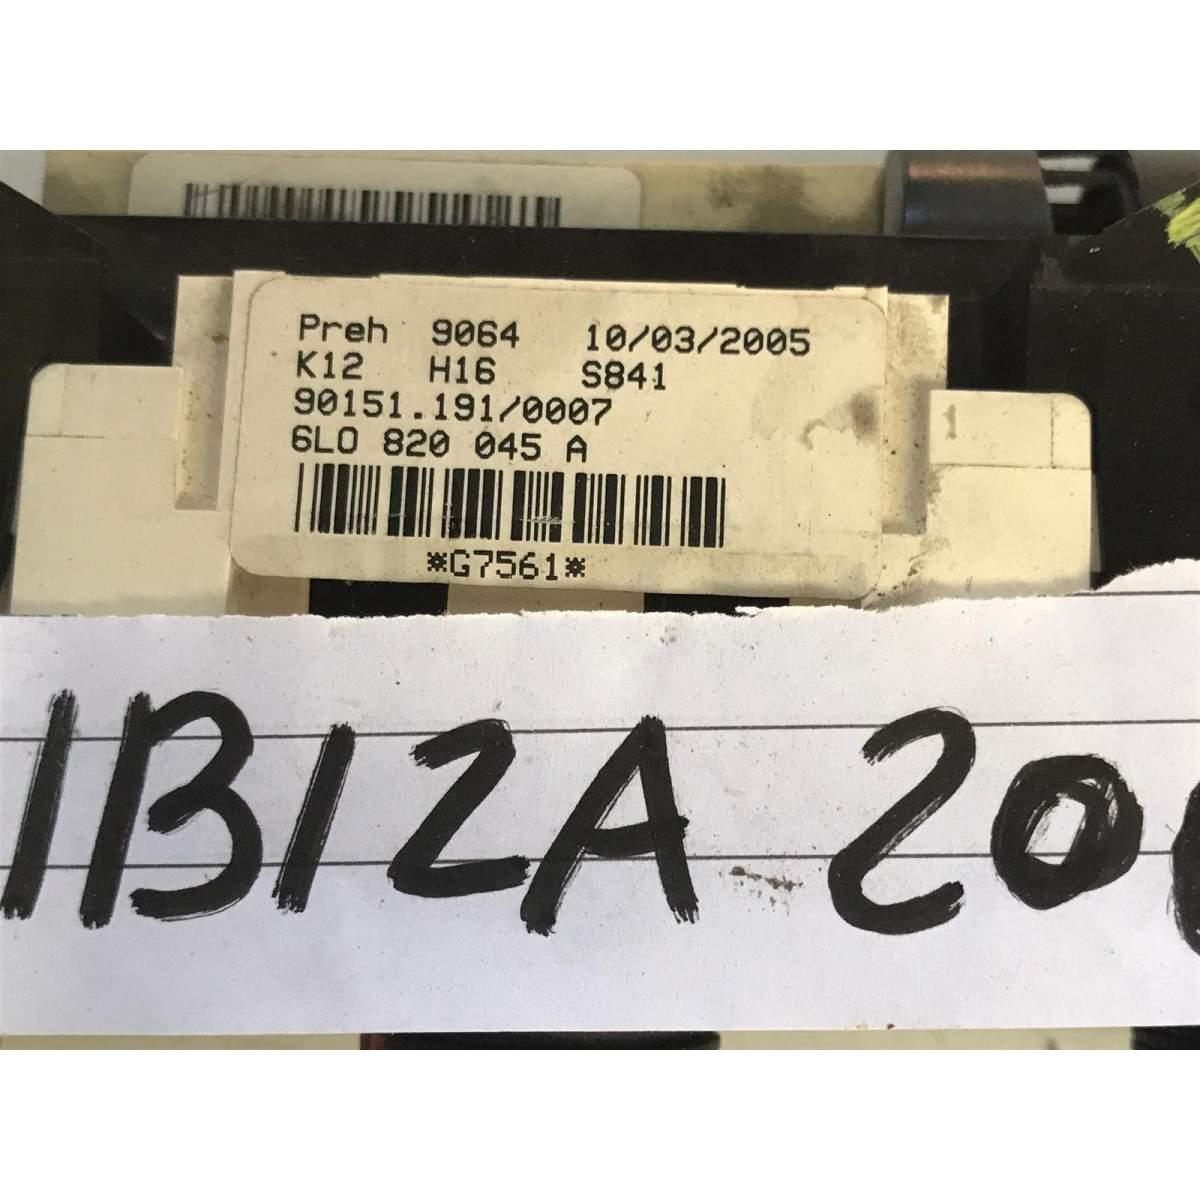 Preh 9064 10/03/2005
K12 H16 S841
90151.191/0007
6L0 820 045 A
*G7561*
IBIZA 20